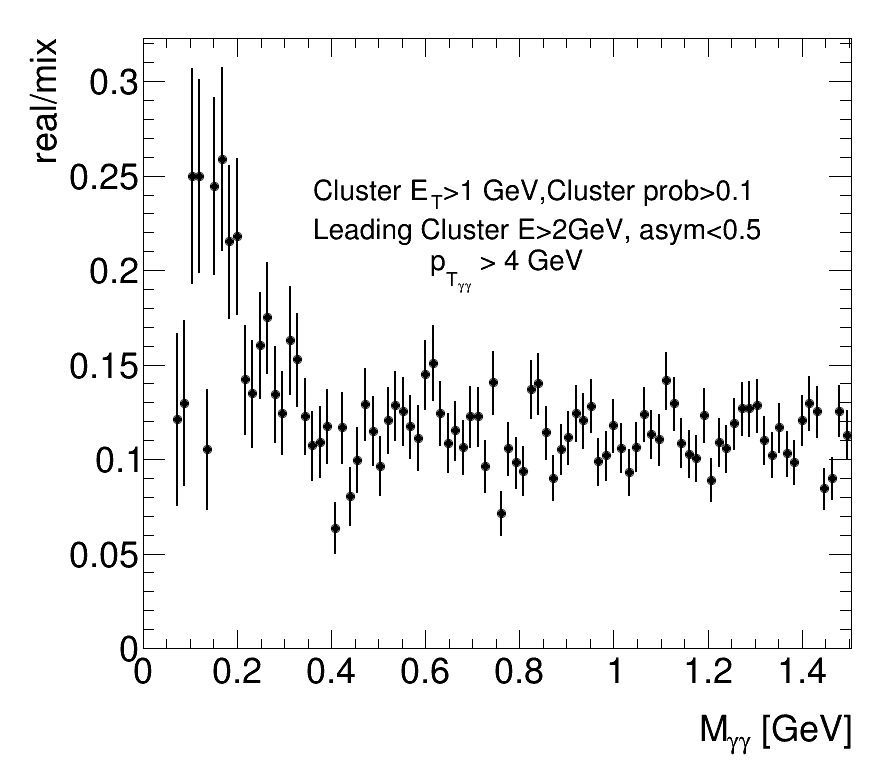 real/mix
0.3
0.25
0.2
0.15
0.1
0.05
0
Cluster E_T>1 GeV,Cluster prob>0.1
Leading Cluster E>2GeV, asym<0.5
p_Tγγ > 4 GeV
0 0.2 0.4 0.6 0.8 1 1.2 1.4
M_γγ [GeV]